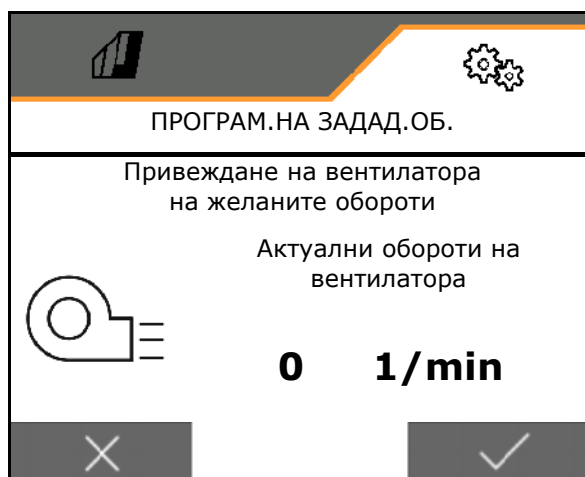 ПРОГРАМ.НА ЗАДАД.ОБ.
Привеждане на вентилатора
на желаните обороти
Актуални обороти на
вентилатора
0 1/min